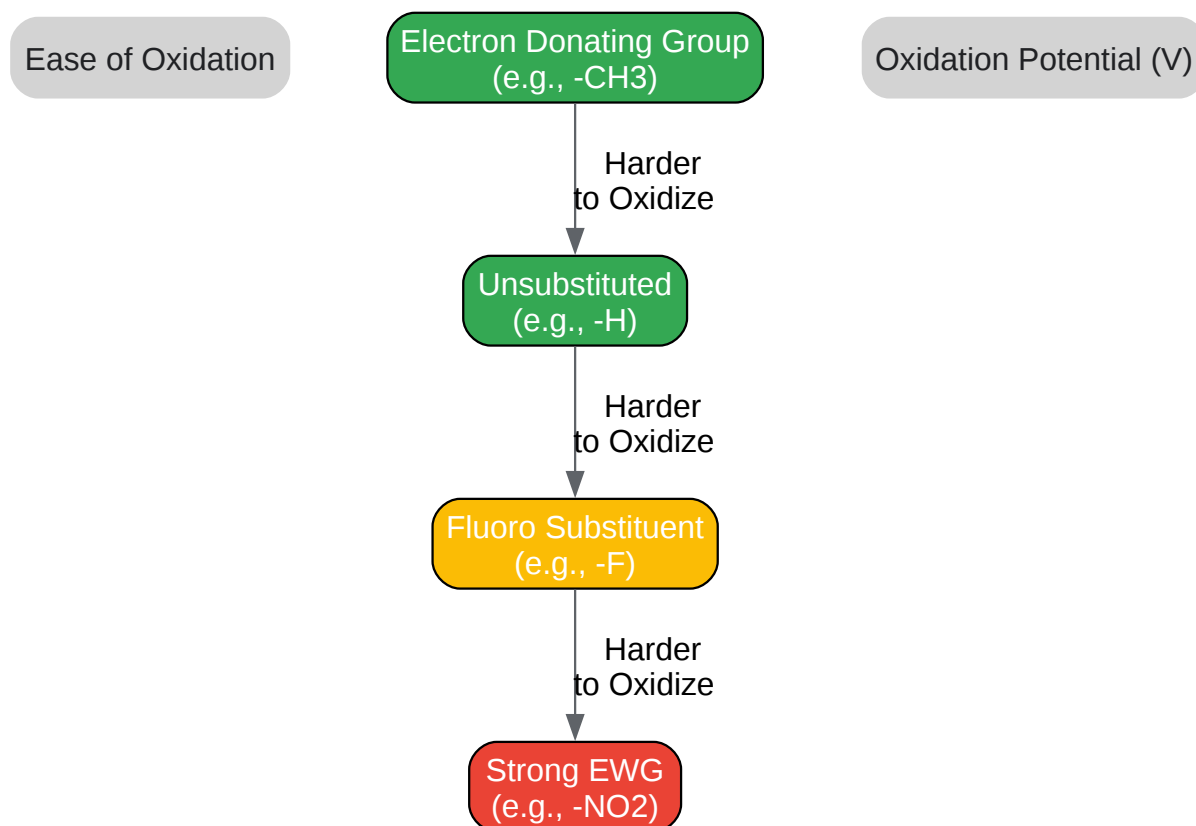 Ease of Oxidation
Electron Donating Group
(e.g., -CH3)
Oxidation Potential (V)
Harder
to Oxidize
Unsubstituted
(e.g., -H)
Harder
to Oxidize
Fluoro Substituent
(e.g., -F)
Harder
to Oxidize
Strong EWG
(e.g., -NO2)